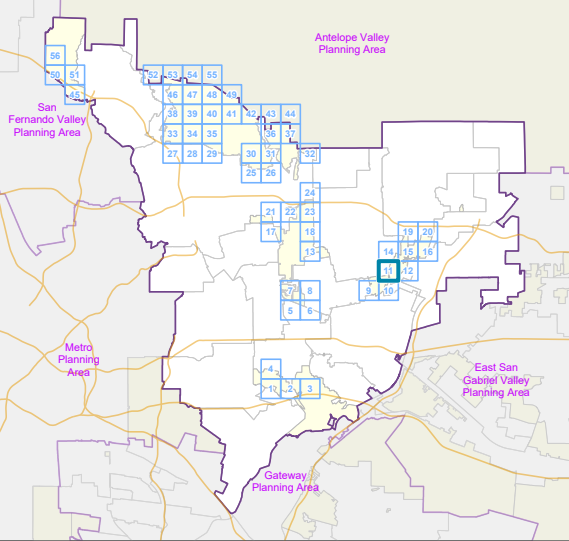 Antelope Valley
Planning Area
56
50 51
45
52 53 54 55
46 47 48 49
38 39 40 41 42 43 44
33 34 35 36 37
27 28 29 30 31 32
25 26
San
Fernando Valley
Planning Area
24
21 22 23
17 18
13
19 20
14 15 16
11 12
9 10
7 8
5 6
Metro
Planning
Area
4
1 2 3
East San
Gabriel Valley
Planning Area
Gateway
Planning Area